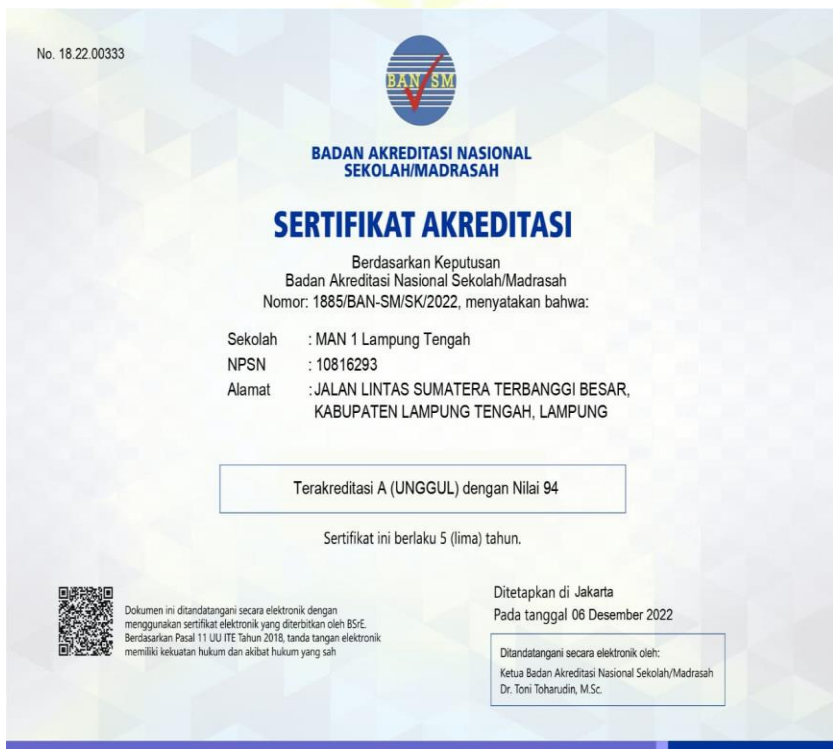 No. 18.22.00333
BAN SM
BADAN AKREDITASI NASIONAL
SEKOLAH/MADRASAH
SERTIFIKAT AKREDITASI
Berdasarkan Keputusan
Badan Akreditasi Nasional Sekolah/Madrasah
Nomor: 1885/BAN-SM/SK/2022, menyatakan bahwa:
Sekolah : MAN 1 Lampung Tengah
NPSN : 10816293
Alamat : JALAN LINTAS SUMATERA TERBANGGI BESAR,
KABUPATEN LAMPUNG TENGAH, LAMPUNG
Terakreditasi A (UNGGUL) dengan Nilai 94
Sertifikat ini berlaku 5 (lima) tahun.
Dokumen ini ditandatangani secara elektronik dengan
menggunakan sertifikat elektronik yang diterbitkan oleh BSrE.
Berdasarkan Pasal 11 UU ITE Tahun 2018, tanda tangan elektronik
memiliki kekuatan hukum dan akibat hukum yang sah
Ditetapkan di Jakarta
Pada tanggal 06 Desember 2022
Ditandatangani secara elektronik oleh:
Ketua Badan Akreditasi Nasional Sekolah/Madrasah
Dr. Toni Toharudin, M.Sc.